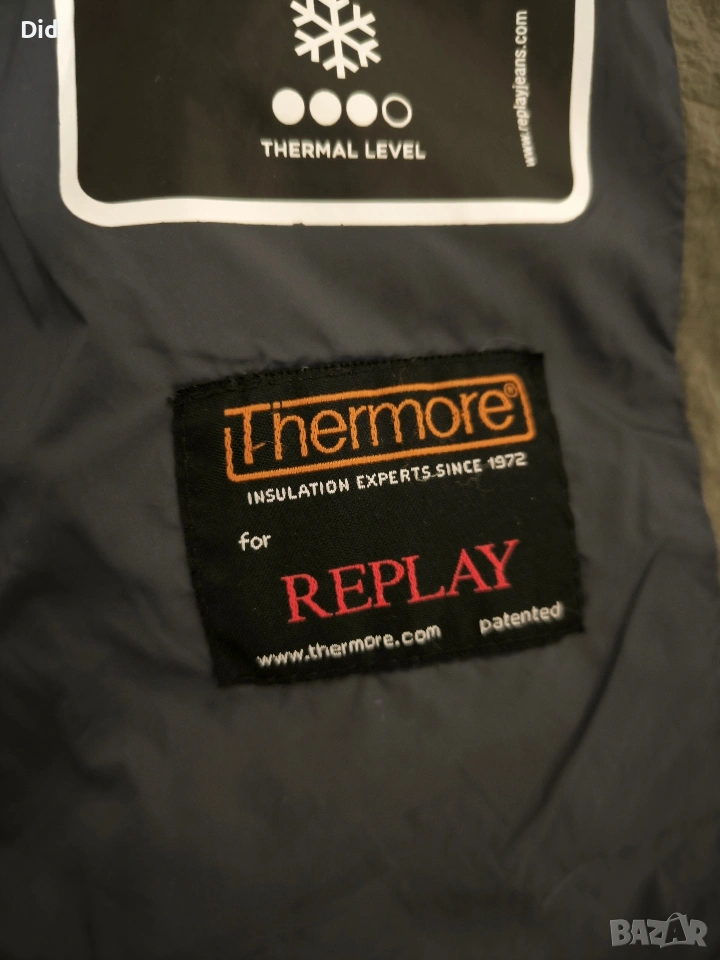 Did
www.replayjeans.com
THERMAL LEVEL
Thermore®
INSULATION EXPERTS SINCE 1972
for
REPLAY
www.thermore.com patented
BAZAR